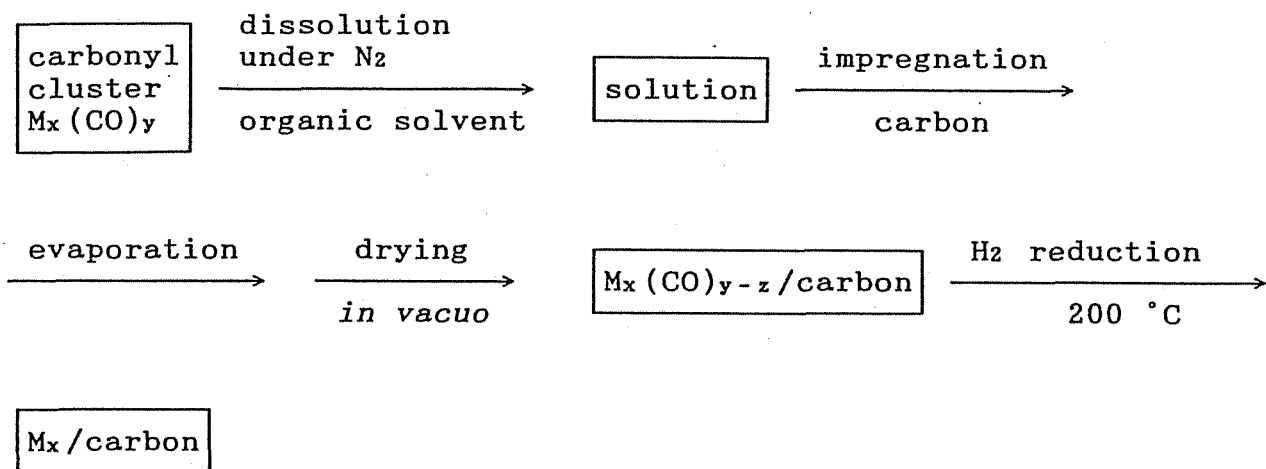 carbonyl
cluster
Mx(CO)y
dissolution
under N2
organic solvent
solution
impregnation
carbon
evaporation
drying
in vacuo
Mx(CO)y-z/carbon
H2 reduction
200 °C
Mx/carbon